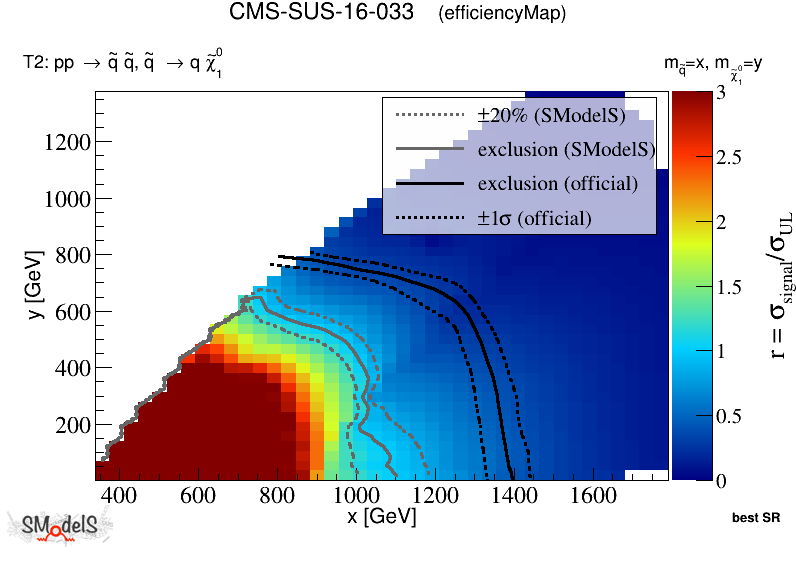 CMS-SUS-16-033 (efficiencyMap)
T2: pp → q̃ q̃, q̃ → q χ̃⁰₁
m_q̃=x, m_χ̃⁰₁=y
±20% (SModelS)
exclusion (SModelS)
exclusion (official)
±1σ (official)
y [GeV]
1200
1000
800
600
400
200
400 600 800 1000 1200 1400 1600
x [GeV]
3
2.5
2
1.5
1
0.5
0
r = σ_signal/σ_UL
SModelS
best SR